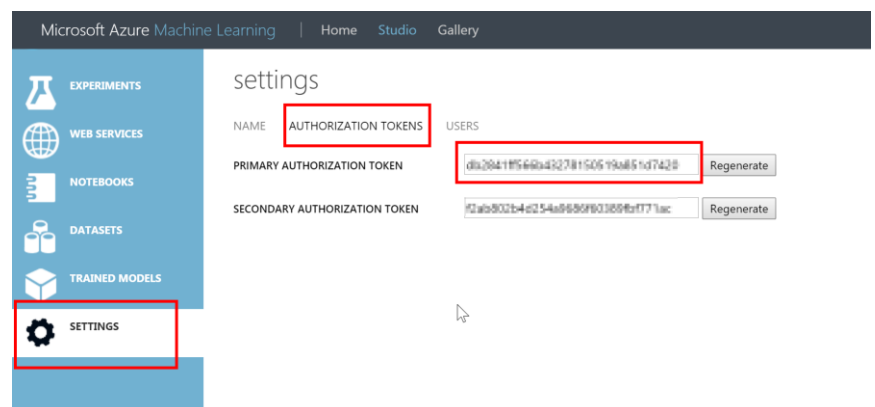 Microsoft Azure Machine Learning | Home Studio Gallery
settings
EXPERIMENTS
WEB SERVICES
NOTEBOOKS
DATASETS
TRAINED MODELS
SETTINGS
NAME AUTHORIZATION TOKENS USERS
PRIMARY AUTHORIZATION TOKEN Regenerate
SECONDARY AUTHORIZATION TOKEN Regenerate